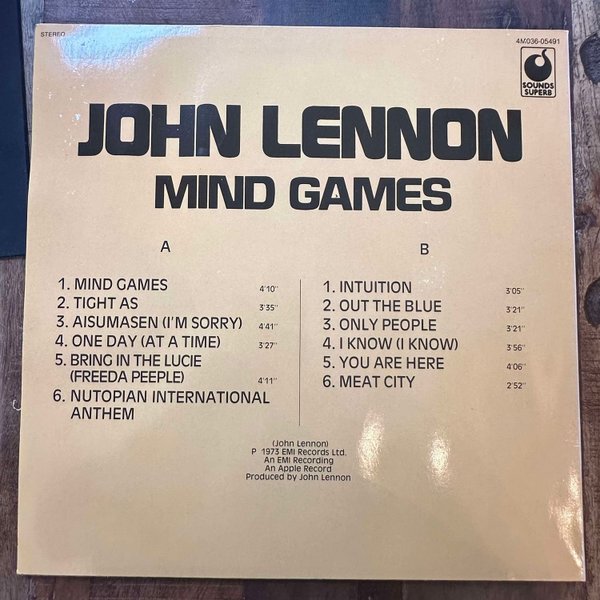 STEREO
4M036-05491
SOUNDS
SUPERB
JOHN LENNON
MIND GAMES
A
1. MIND GAMES 4'10"
2. TIGHT AS 3'35"
3. AISUMASEN (I'M SORRY) 4'41"
4. ONE DAY (AT A TIME) 3'27"
5. BRING IN THE LUCIE
(FREEDA PEEPLE) 4'11"
6. NUTOPIAN INTERNATIONAL
ANTHEM
B
1. INTUITION 3'05"
2. OUT THE BLUE 3'21"
3. ONLY PEOPLE 3'21"
4. I KNOW (I KNOW) 3'56"
5. YOU ARE HERE 4'06"
6. MEAT CITY 2'52"
(John Lennon)
P 1973 EMI Records Ltd.
An EMI Recording
An Apple Record
Produced by John Lennon